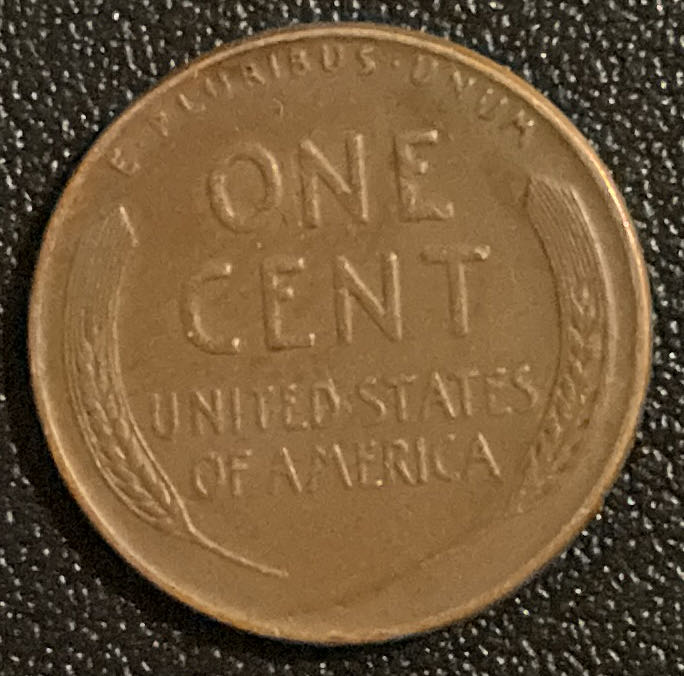 E·PLURIBUS·UNUM
ONE
CENT
UNITED·STATES
OF AMERICA